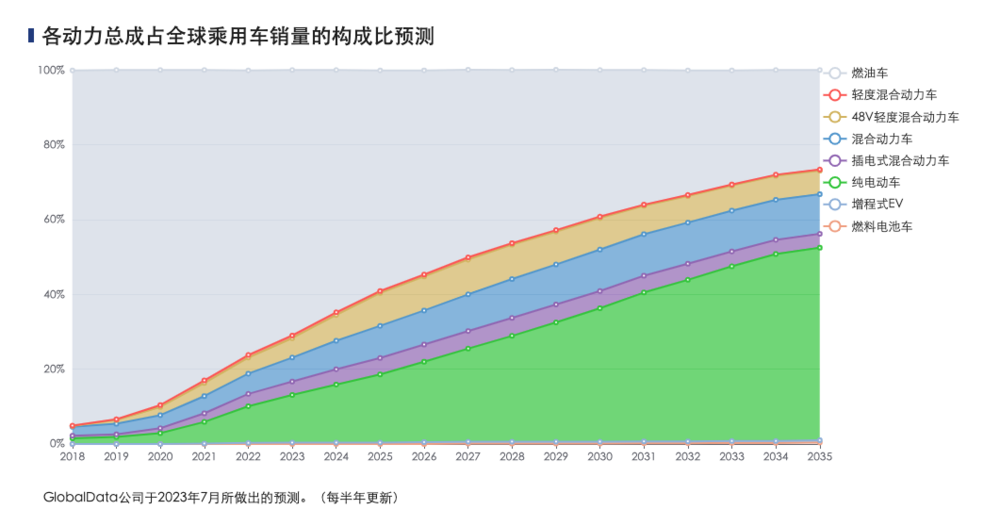 各动力总成占全球乘用车销量的构成比预测
100%
80%
60%
40%
20%
0%
2018 2019 2020 2021 2022 2023 2024 2025 2026 2027 2028 2029 2030 2031 2032 2033 2034 2035
燃油车
轻度混合动力车
48V轻度混合动力车
混合动力车
插电式混合动力车
纯电动车
增程式EV
燃料电池车
GlobalData公司于2023年7月所做出的预测。（每半年更新）